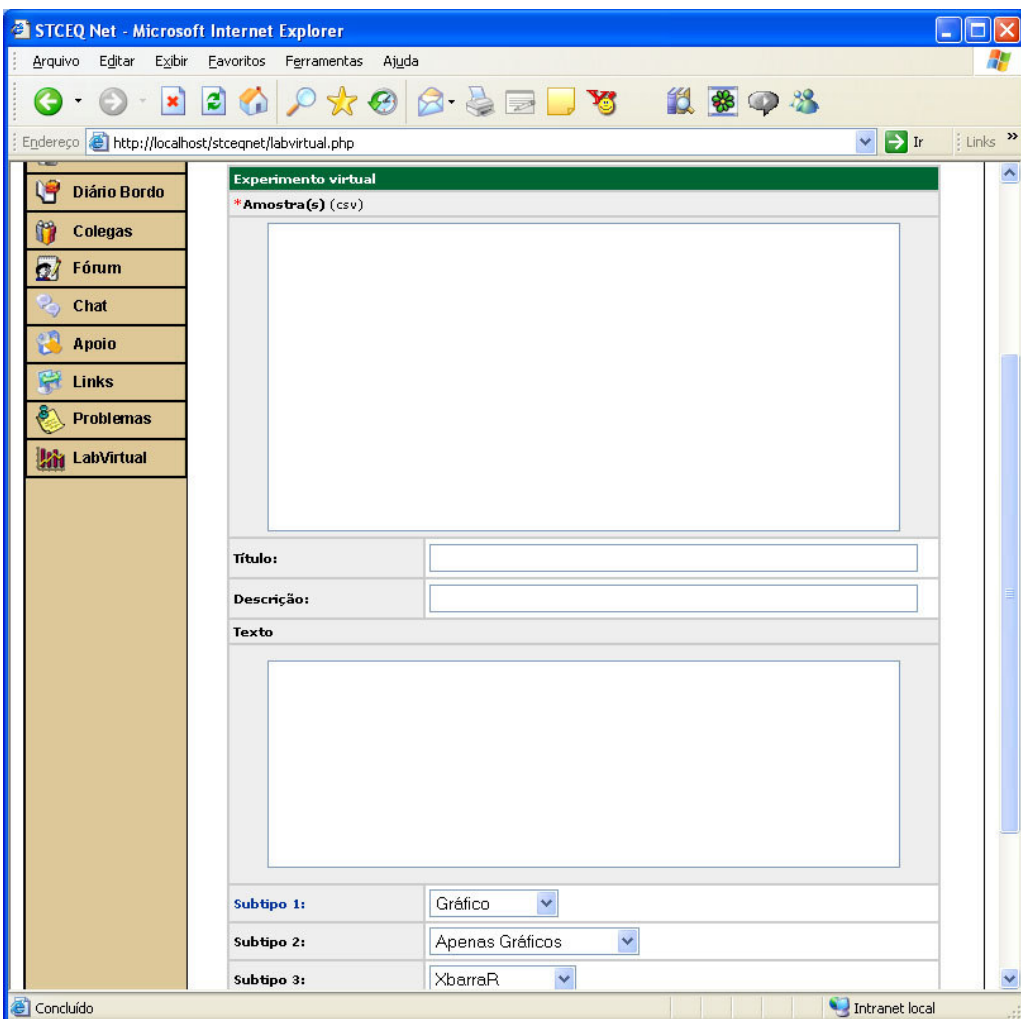 STCEQ Net - Microsoft Internet Explorer
Arquivo Editar Exibir Favoritos Ferramentas Ajuda
Endereço http://localhost/stceqnet/labvirtual.php Ir Links »
Diário Bordo
Colegas
Fórum
Chat
Apoio
Links
Problemas
LabVirtual
Experimento virtual
*Amostra(s) (csv)
Título:
Descrição:
Texto
Subtipo 1: Gráfico
Subtipo 2: Apenas Gráficos
Subtipo 3: XbarraR
Concluído Intranet local